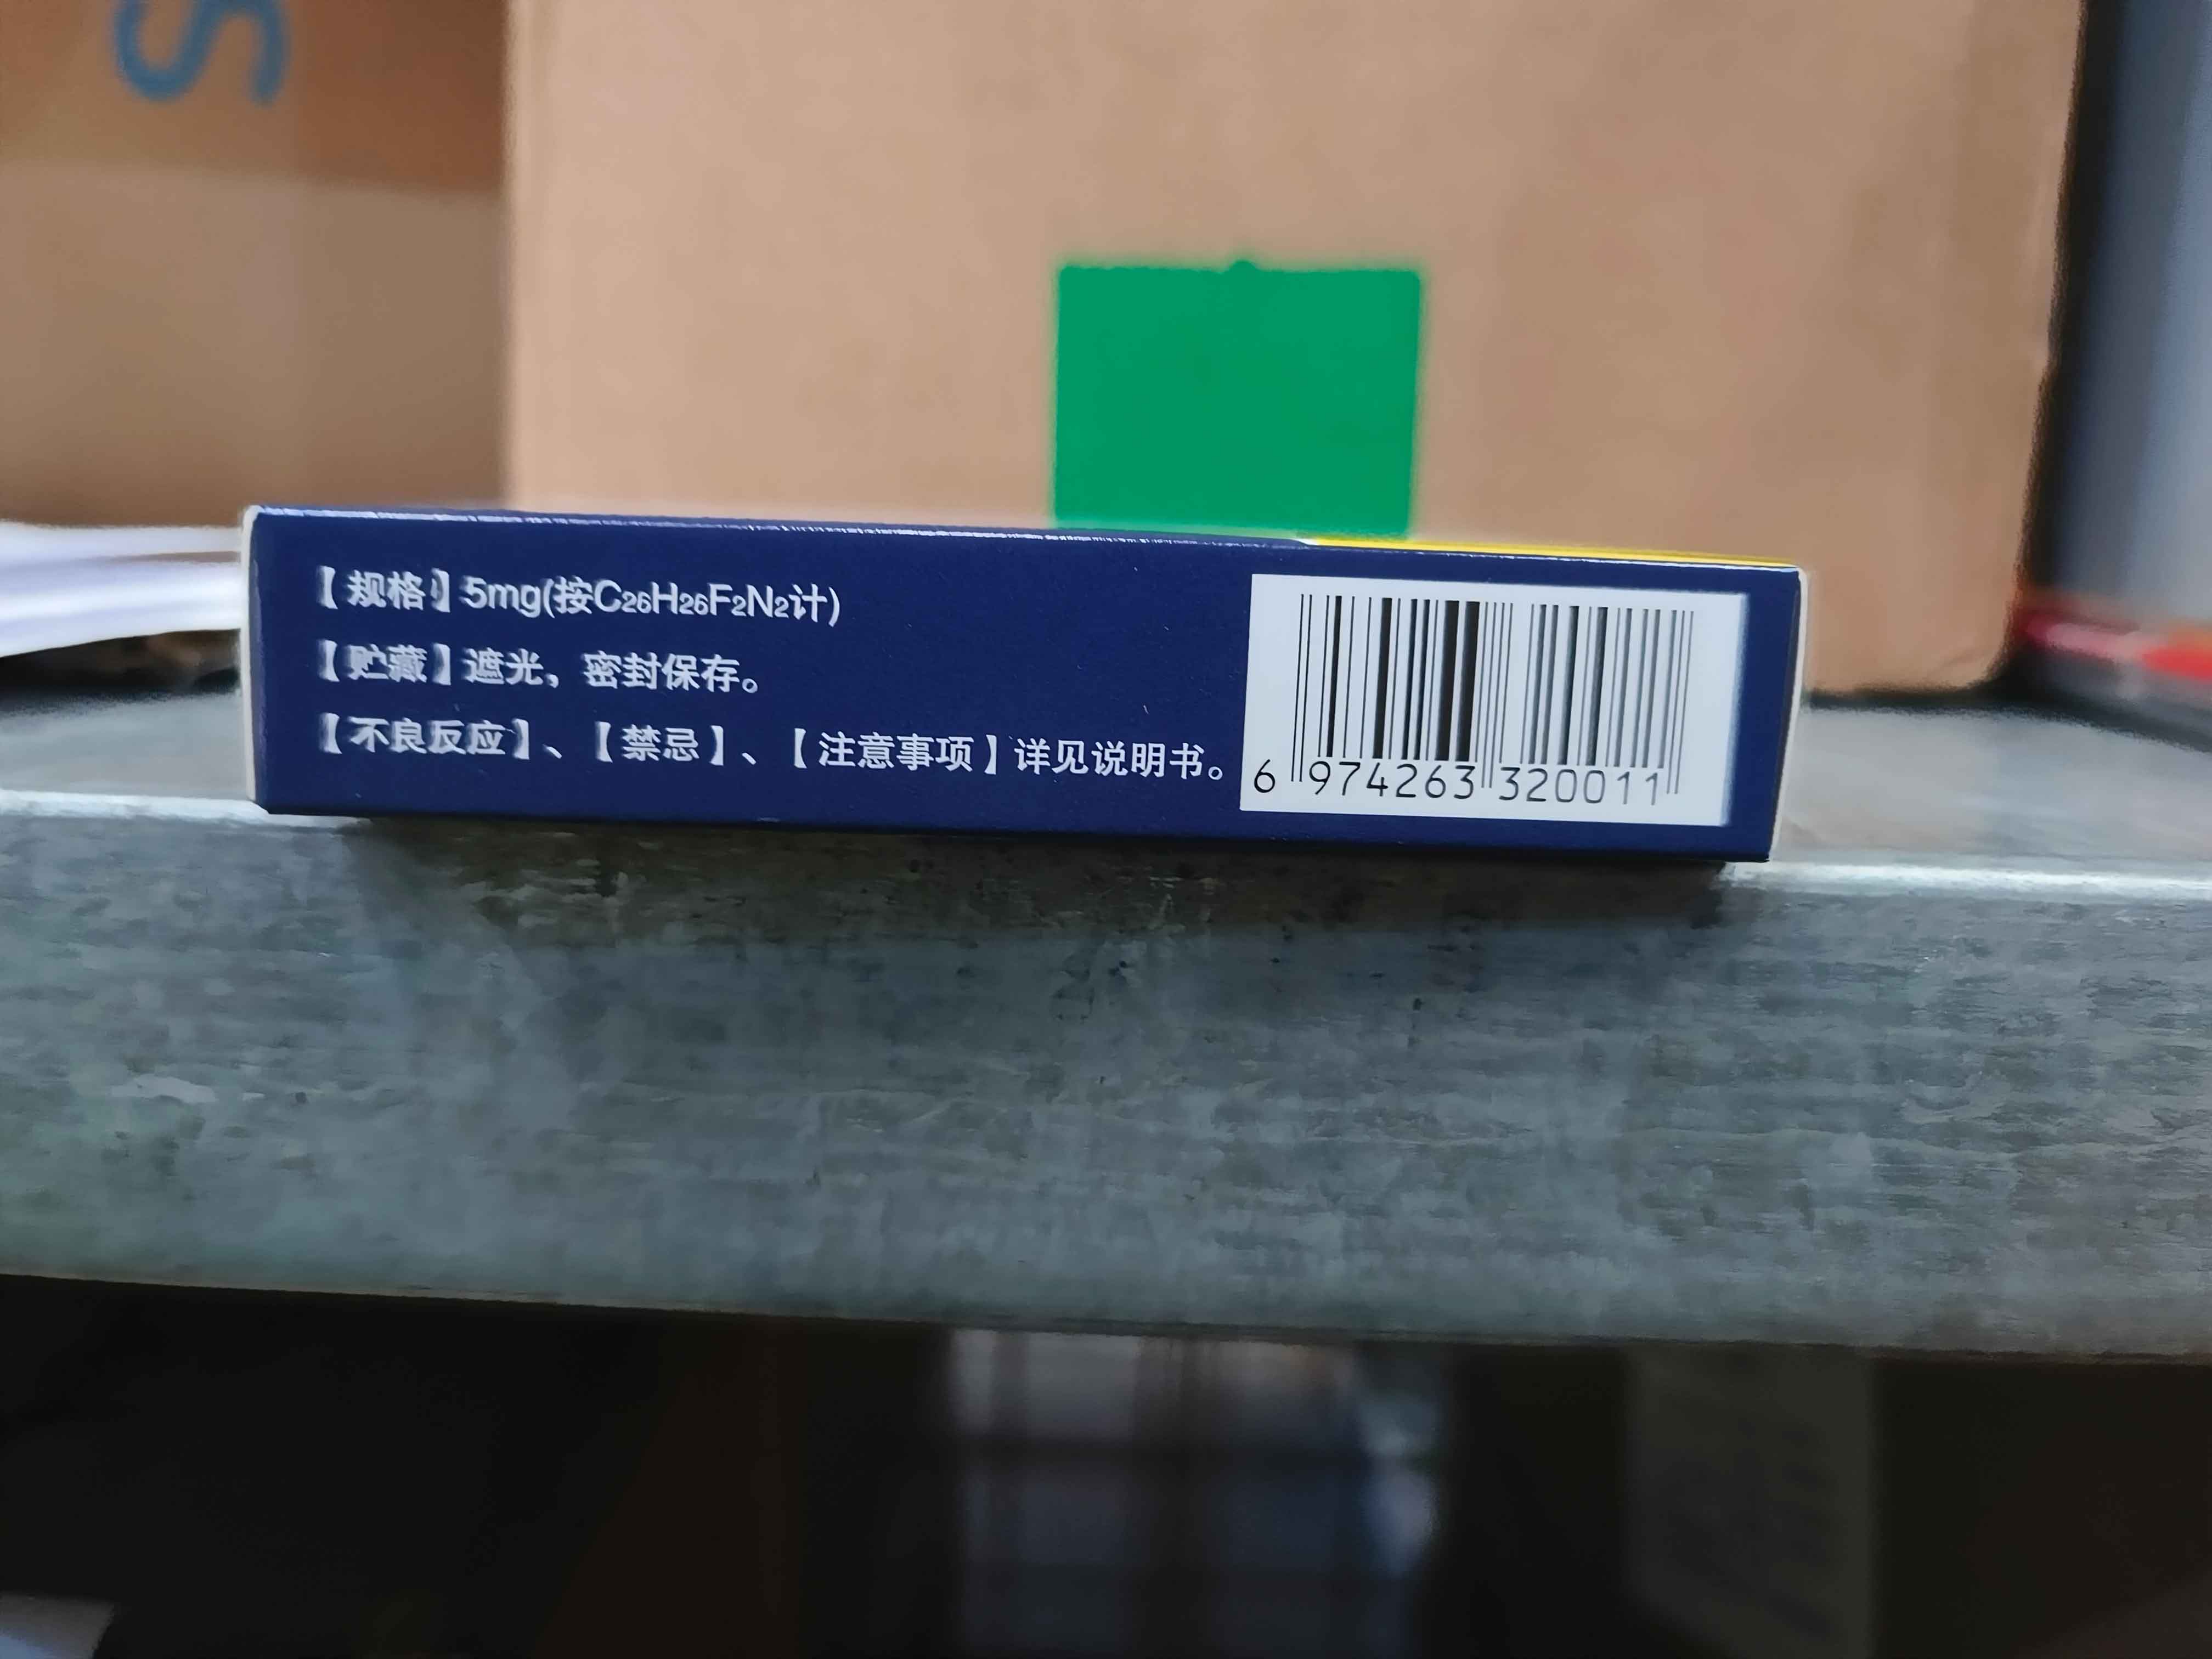 【规格】5mg(按C₂₆H₂₆F₂N₂计)
【贮藏】遮光，密封保存。
【不良反应】、【禁忌】、【注意事项】详见说明书。
6 974263 320011